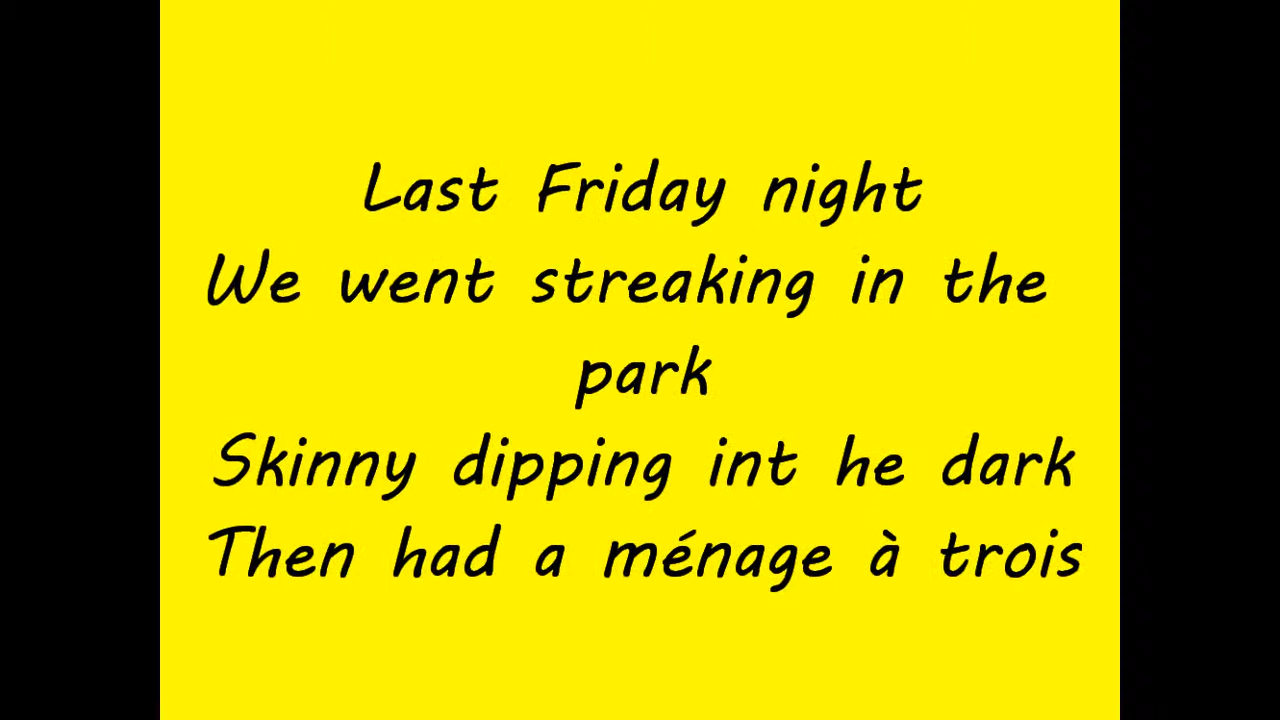 Last Friday night
We went streaking in the
park
Skinny dipping int he dark
Then had a ménage à trois